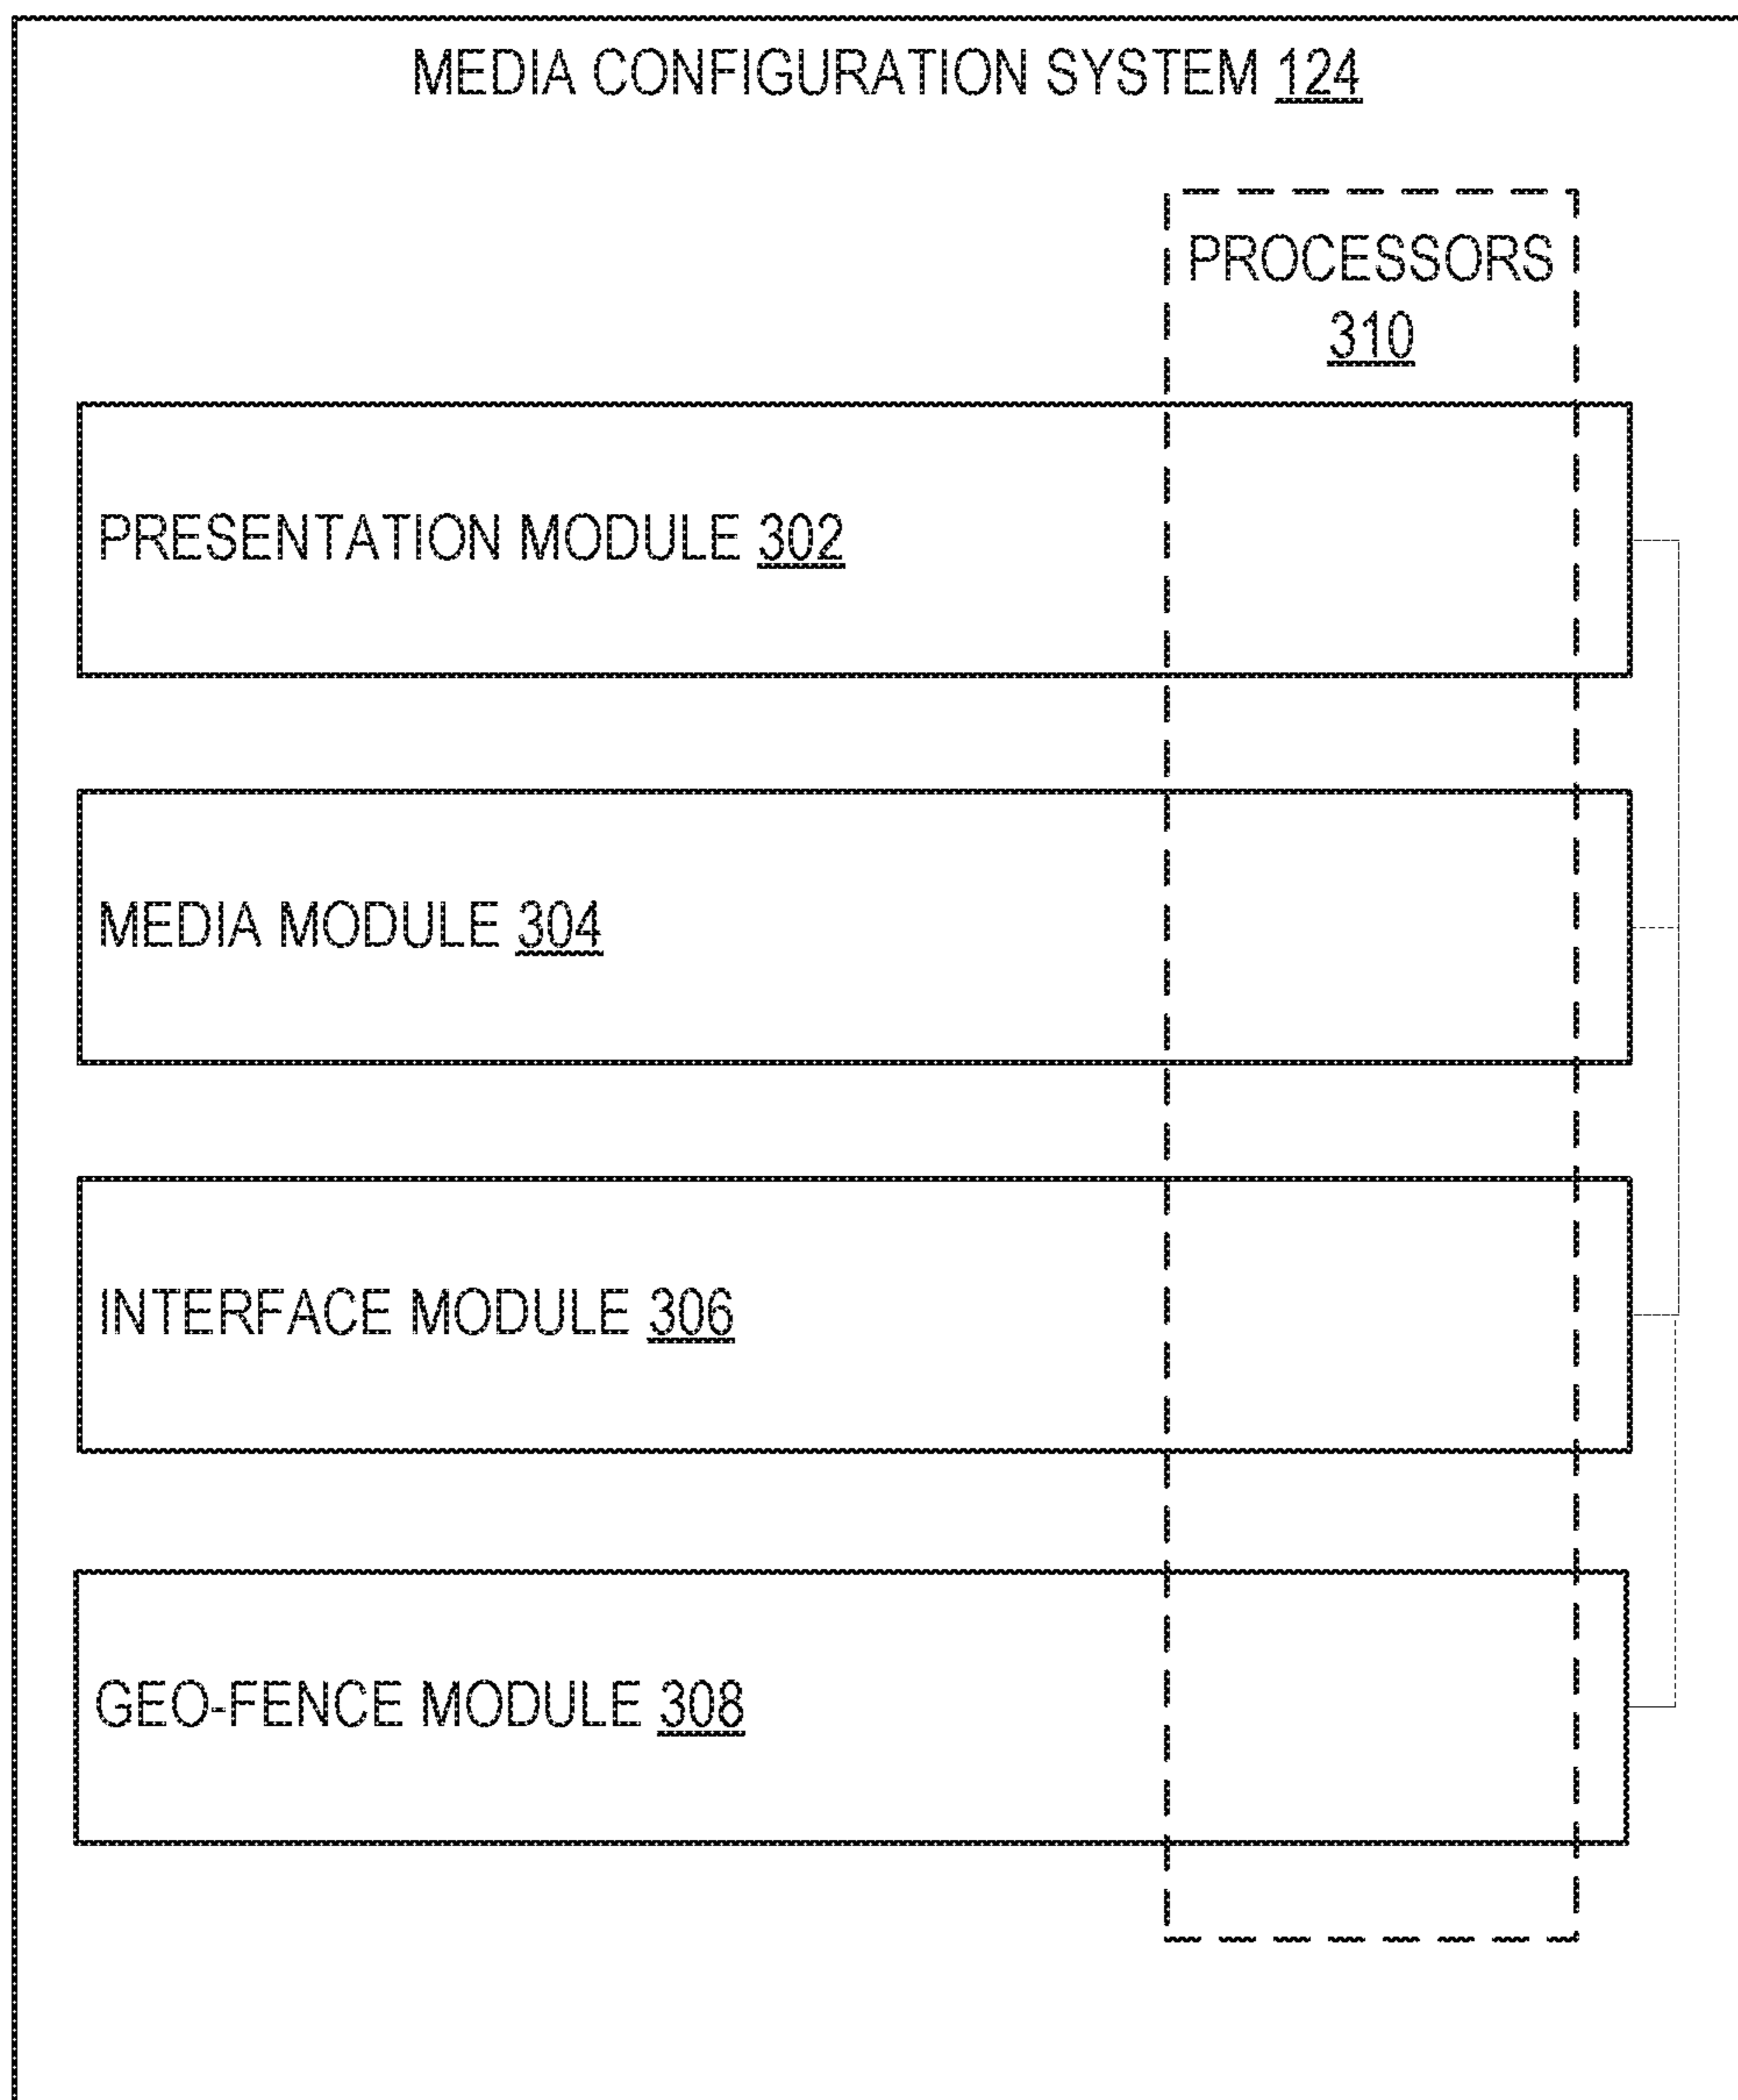 MEDIA CONFIGURATION SYSTEM 124
PROCESSORS
310
PRESENTATION MODULE 302
MEDIA MODULE 304
INTERFACE MODULE 306
GEO-FENCE MODULE 308